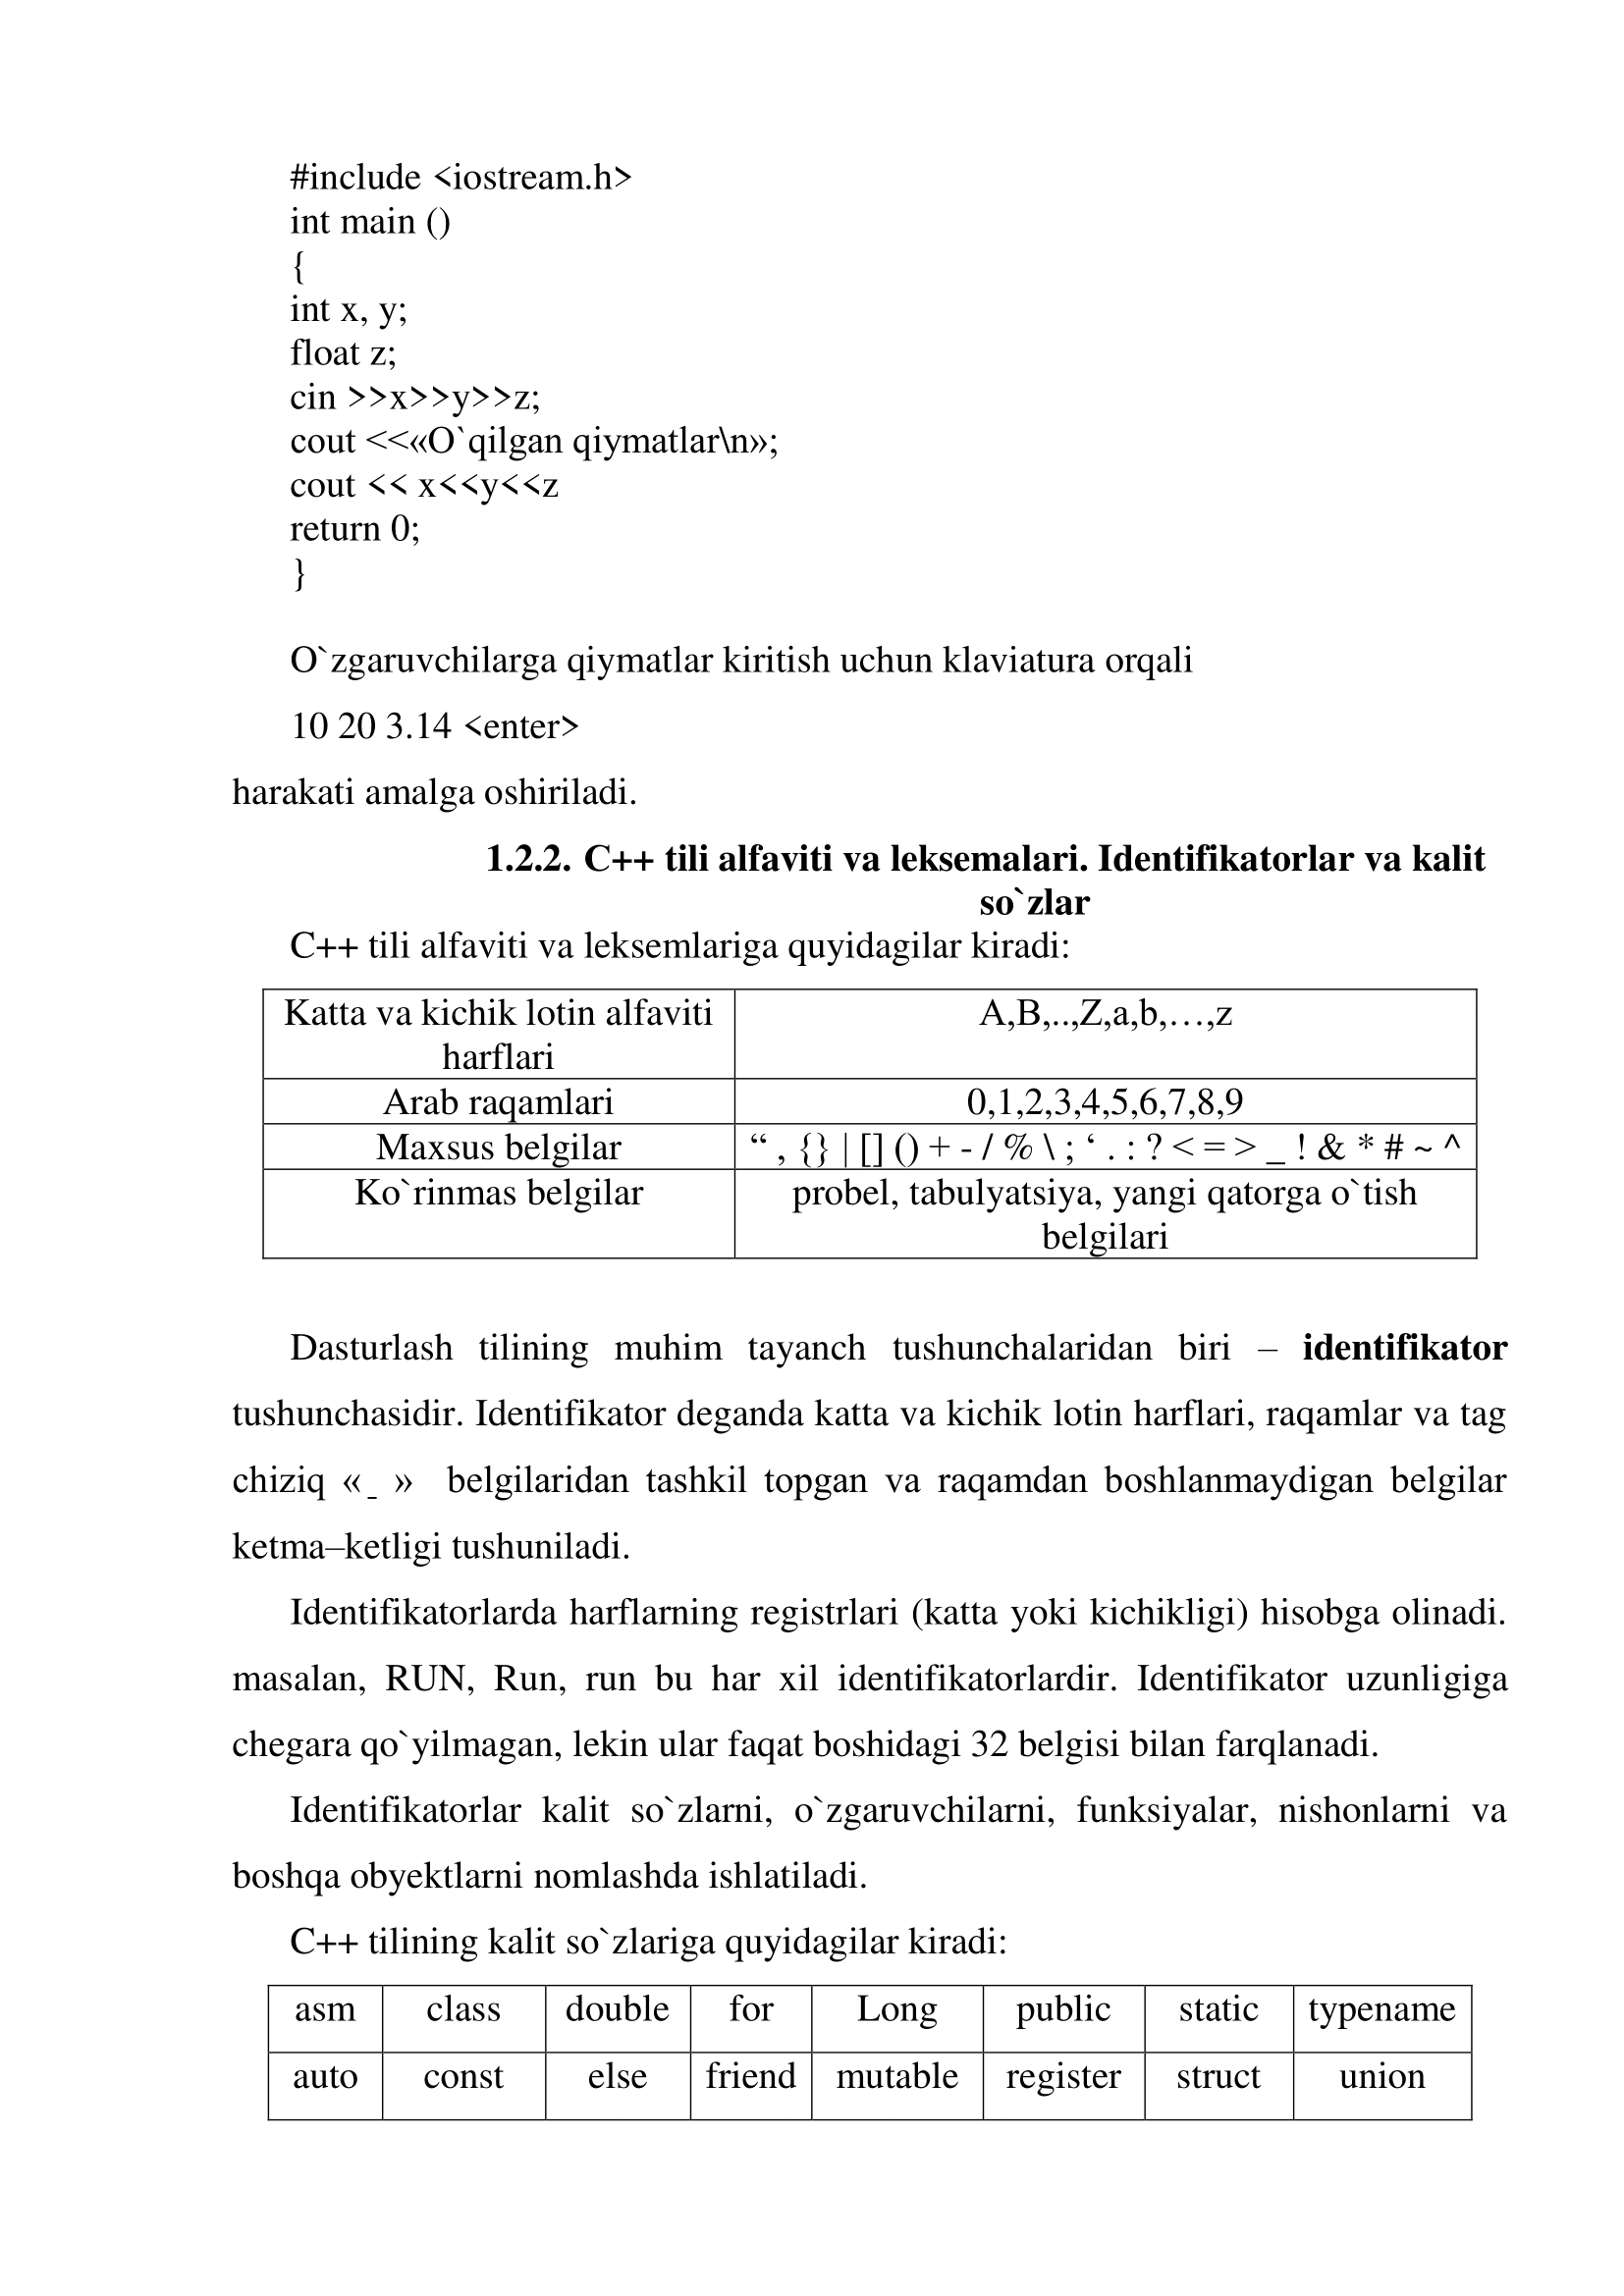 #include <iostream.h>
int main ()
{
int x, y;
float z;
cin >>x>>y>>z;
cout <<«O`qilgan qiymatlar\n»;
cout << x<<y<<z
return 0;
}
O`zgaruvchilarga qiymatlar kiritish uchun klaviatura orqali
10 20 3.14 <enter>
harakati amalga oshiriladi.
1.2.2. C++ tili alfaviti va leksemalari. Identifikatorlar va kalit
so`zlar
C++ tili alfaviti va leksemlariga quyidagilar kiradi:
Katta va kichik lotin alfaviti
harflari
A,B,..,Z,a,b,…,z
Arab raqamlari 0,1,2,3,4,5,6,7,8,9
Maxsus belgilar “ , {} | [] () + - / % \ ; ‘ . : ? < = > _ ! & * # ~ ^
Ko`rinmas belgilar
probel, tabulyatsiya, yangi qatorga o`tish
belgilari
Dasturlash tilining muhim tayanch tushunchalaridan biri – identifikator
tushunchasidir. Identifikator deganda katta va kichik lotin harflari, raqamlar va tag
chiziq « _ » belgilaridan tashkil topgan va raqamdan boshlanmaydigan belgilar
ketma–ketligi tushuniladi.
Identifikatorlarda harflarning registrlari (katta yoki kichikligi) hisobga olinadi.
masalan, RUN, Run, run bu har xil identifikatorlardir. Identifikator uzunligiga
chegara qo`yilmagan, lekin ular faqat boshidagi 32 belgisi bilan farqlanadi.
Identifikatorlar kalit so`zlarni, o`zgaruvchilarni, funksiyalar, nishonlarni va
boshqa obyektlarni nomlashda ishlatiladi.
C++ tilining kalit so`zlariga quyidagilar kiradi:
asm class double for Long public static typename
auto const else friend mutable register struct union